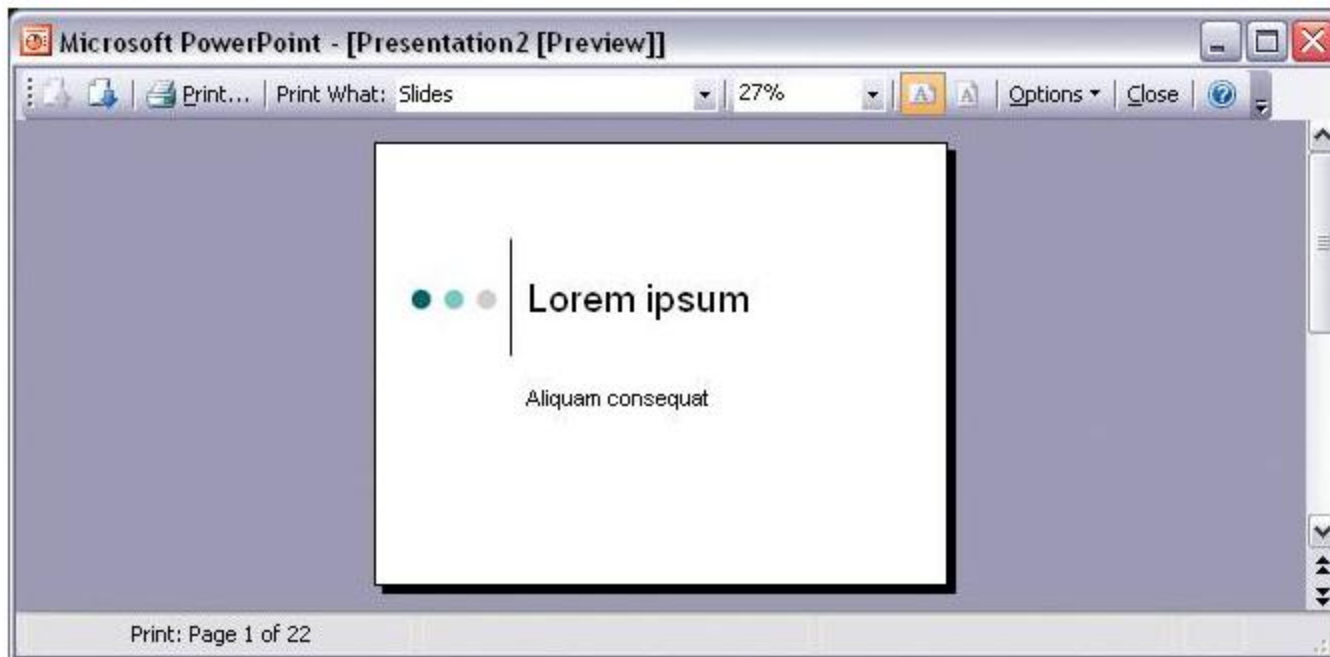 Microsoft PowerPoint - [Presentation2 [Preview]]
Print... Print What: Slides 27% A A Options Close
Lorem ipsum
Aliquam consequat
Print: Page 1 of 22